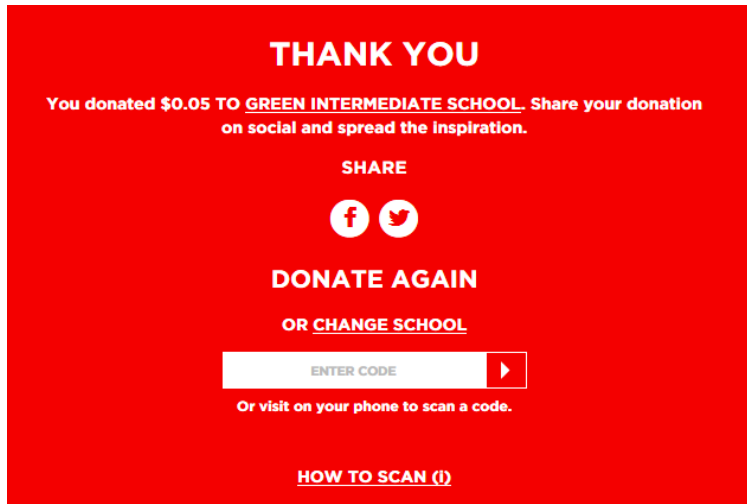 THANK YOU
You donated $0.05 TO GREEN INTERMEDIATE SCHOOL. Share your donation
on social and spread the inspiration.
SHARE
DONATE AGAIN
OR CHANGE SCHOOL
ENTER CODE
Or visit on your phone to scan a code.
HOW TO SCAN (i)